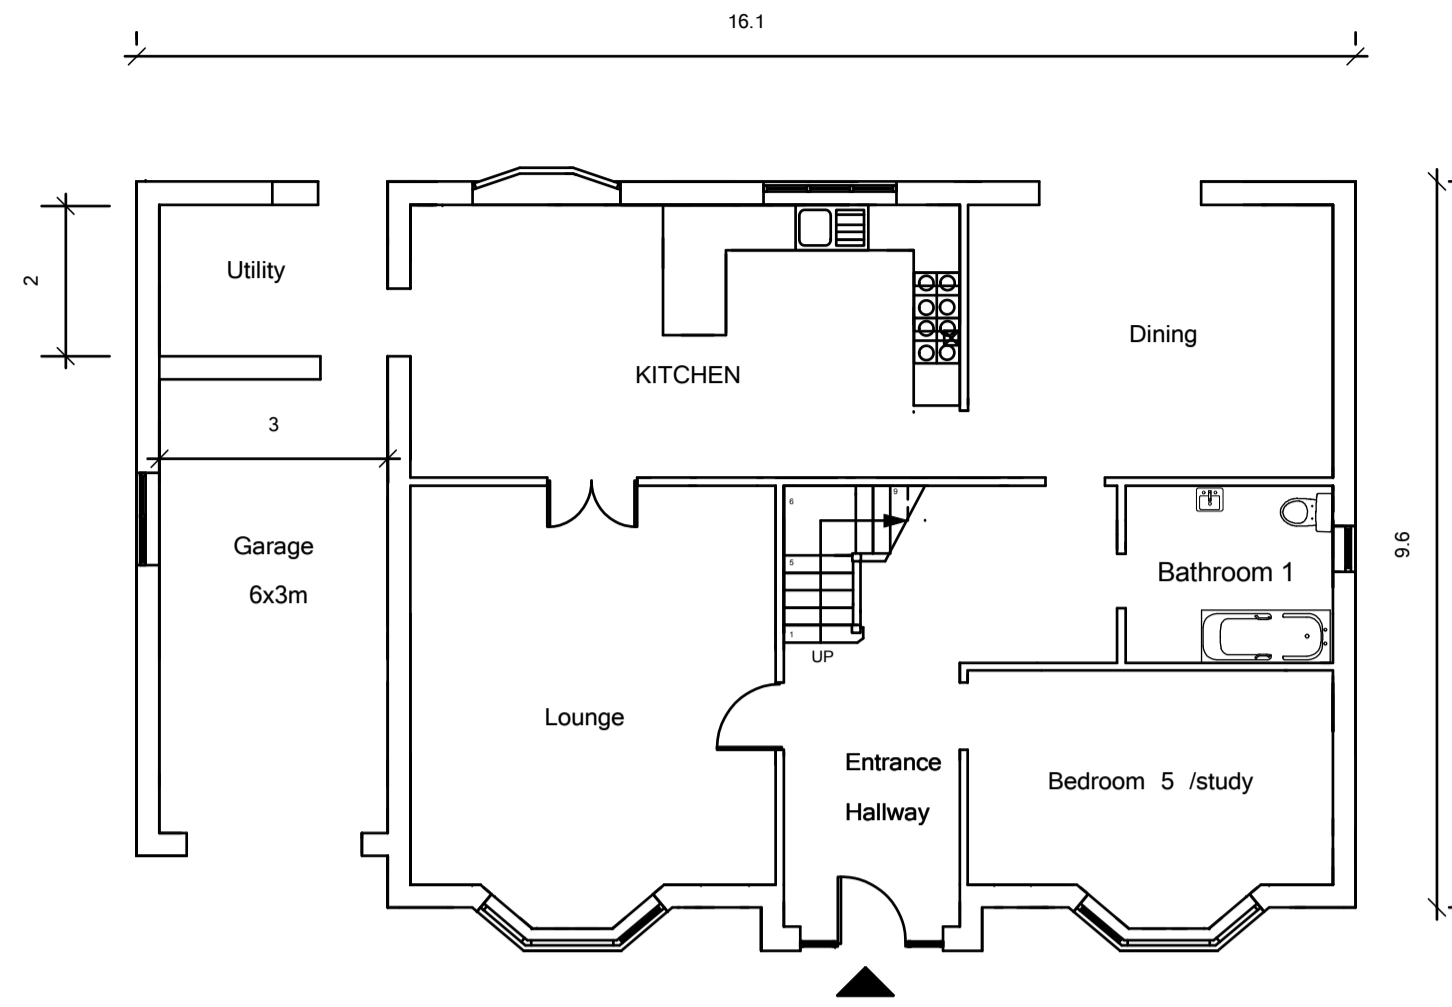 16.1
2
Utility
Dining
KITCHEN
3
6
9
9.6
Garage
5
Bathroom 1
6x3m
1
UP
Lounge
Entrance
Hallway
Bedroom 5 /study